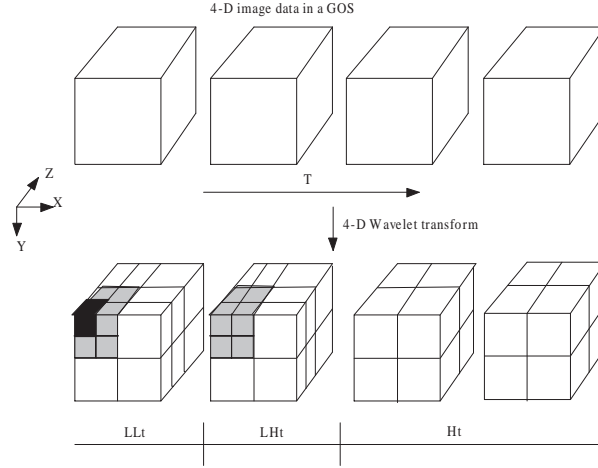 4-D image data in a GOS
Z
X
Y
T
4-D Wavelet transform
LLt
LHt
Ht